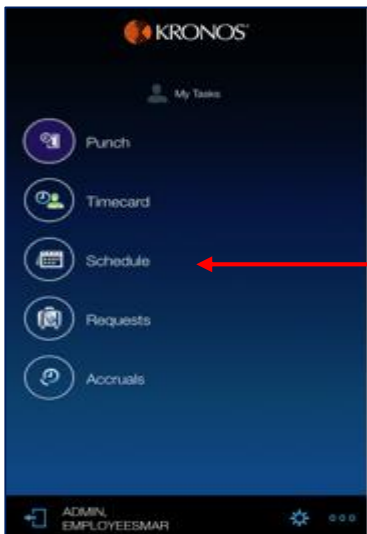 KRONOS
My Tasks
Punch
Timecard
Schedule
Requests
Accruals
ADMIN,
EMPLOYEESMAR